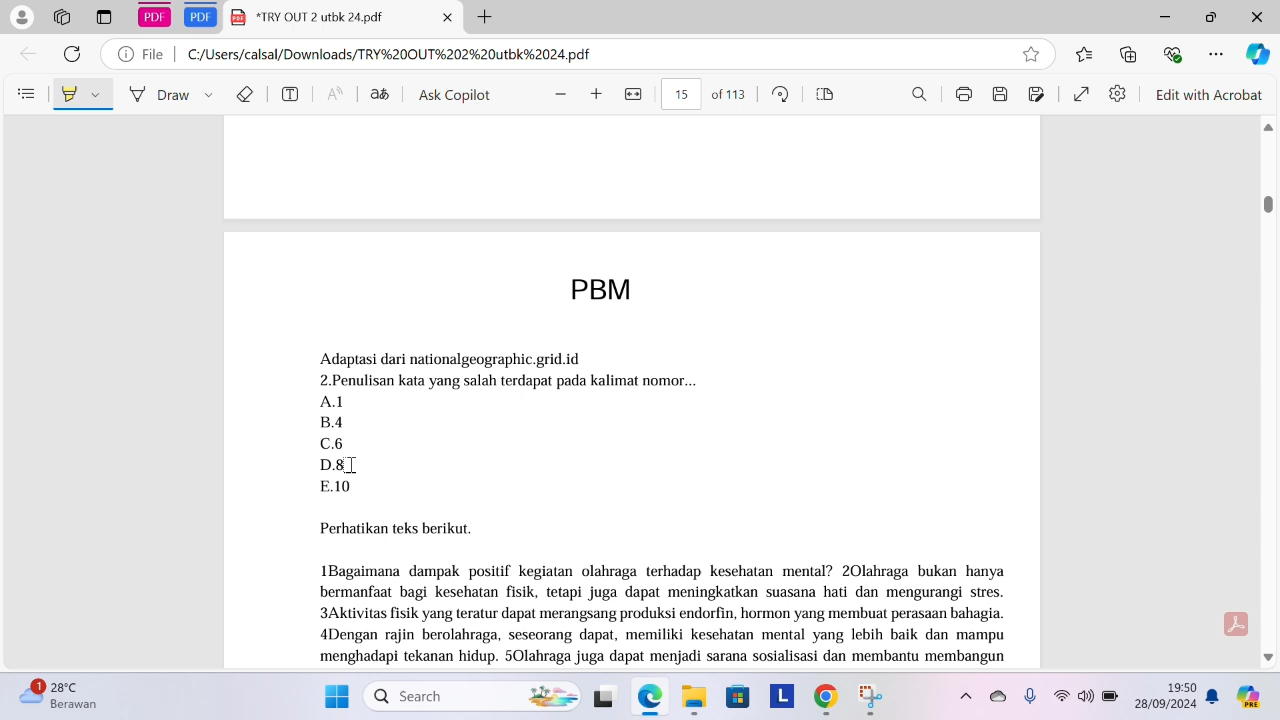 PDF
PDF
*TRY OUT 2 utbk 24.pdf
File
C:/Users/calsal/Downloads/TRY%20OUT%202%20utbk%2024.pdf
Draw
Ask Copilot
15
of 113
Edit with Acrobat
PBM
Adaptasi dari nationalgeographic.grid.id
2.Penulisan kata yang salah terdapat pada kalimat nomor...
A.1
B.4
C.6
D.8
E.10
Perhatikan teks berikut.
1Bagaimana dampak positif kegiatan olahraga terhadap kesehatan mental? 2Olahraga bukan hanya
bermanfaat bagi kesehatan fisik, tetapi juga dapat meningkatkan suasana hati dan mengurangi stres.
3Aktivitas fisik yang teratur dapat merangsang produksi endorfin, hormon yang membuat perasaan bahagia.
4Dengan rajin berolahraga, seseorang dapat, memiliki kesehatan mental yang lebih baik dan mampu
menghadapi tekanan hidup. 5Olahraga juga dapat menjadi sarana sosialisasi dan membantu membangun
1
28°C
Berawan
Search
L
19:50
28/09/2024
PRE